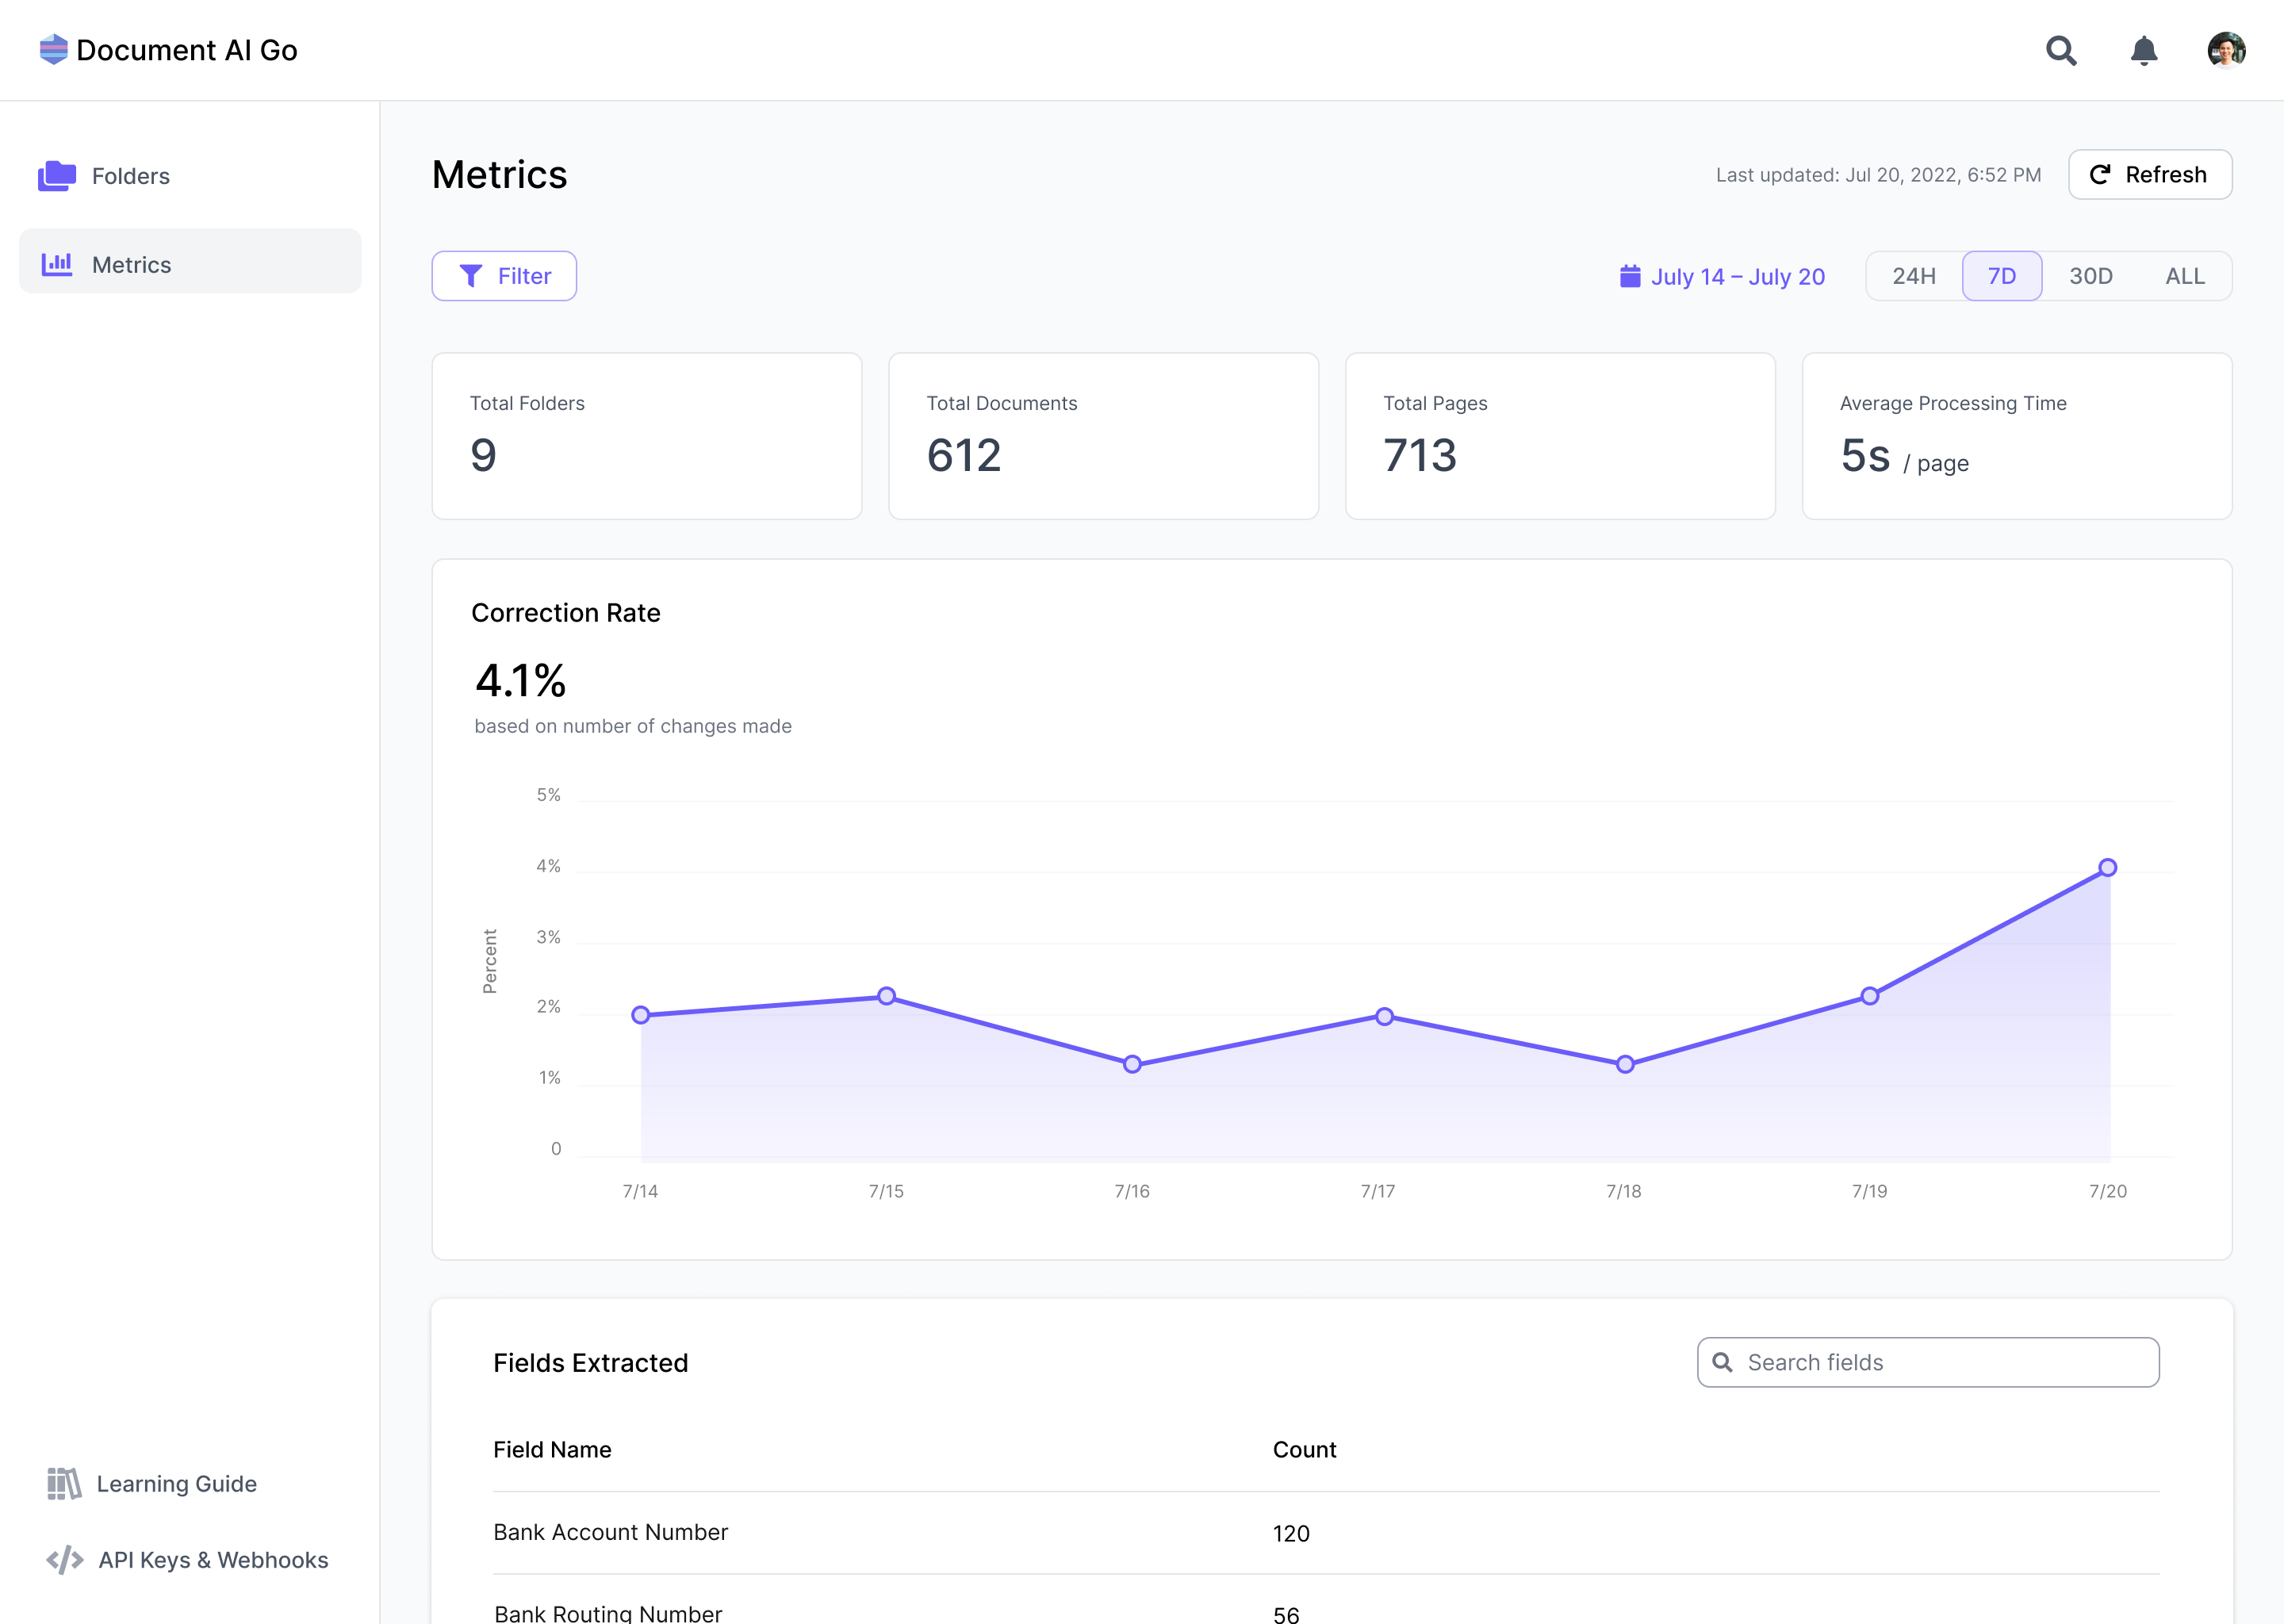 Document AI Go
Folders
Metrics
Learning Guide
API Keys & Webhooks
Metrics
Last updated: Jul 20, 2022, 6:52 PM
Refresh
Filter
July 14 – July 20
24H
7D
30D
ALL
Total Folders
9
Total Documents
612
Total Pages
713
Average Processing Time
5s / page
Correction Rate
4.1%
based on number of changes made
Percent
5%
4%
3%
2%
1%
0
7/14
7/15
7/16
7/17
7/18
7/19
7/20
Fields Extracted
Search fields
Field Name
Count
Bank Account Number
120
Bank Routing Number
56